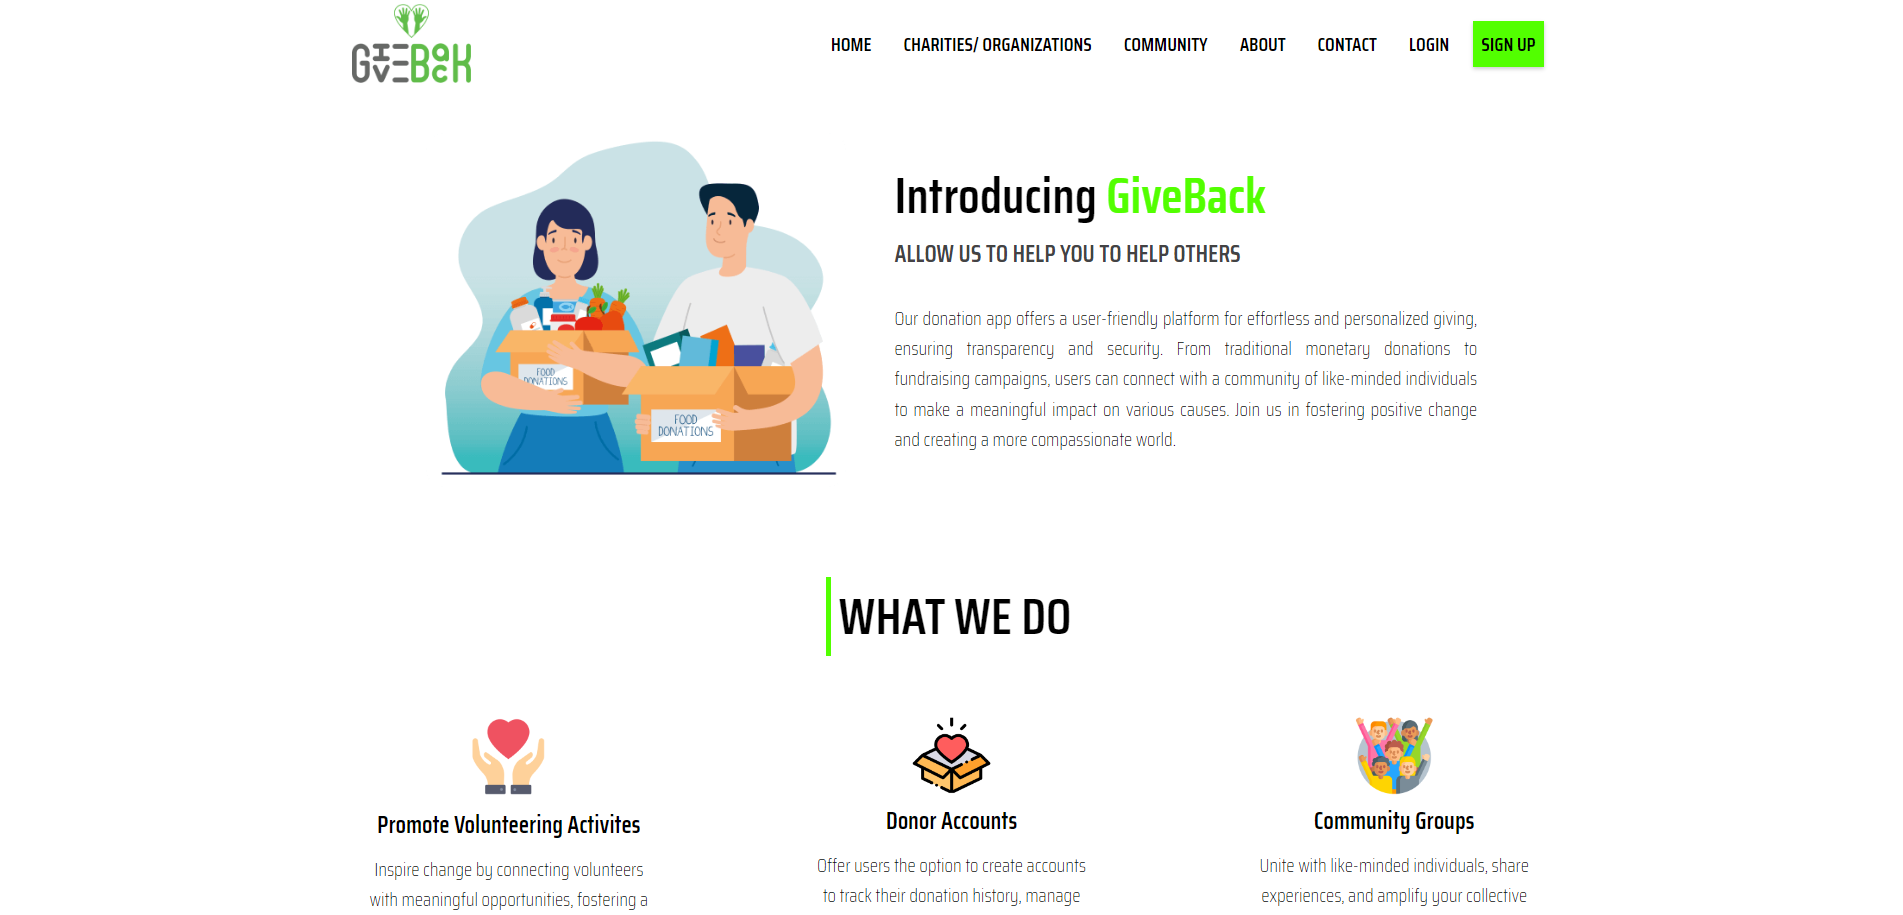 GIVEBACK
HOME CHARITIES/ ORGANIZATIONS COMMUNITY ABOUT CONTACT LOGIN SIGN UP
Introducing GiveBack
ALLOW US TO HELP YOU TO HELP OTHERS
Our donation app offers a user-friendly platform for effortless and personalized giving,
ensuring transparency and security. From traditional monetary donations to
fundraising campaigns, users can connect with a community of like-minded individuals
to make a meaningful impact on various causes. Join us in fostering positive change
and creating a more compassionate world.
FOOD
DONATIONS
FOOD
DONATIONS
WHAT WE DO
Promote Volunteering Activites
Inspire change by connecting volunteers
with meaningful opportunities, fostering a
Donor Accounts
Offer users the option to create accounts
to track their donation history, manage
Community Groups
Unite with like-minded individuals, share
experiences, and amplify your collective